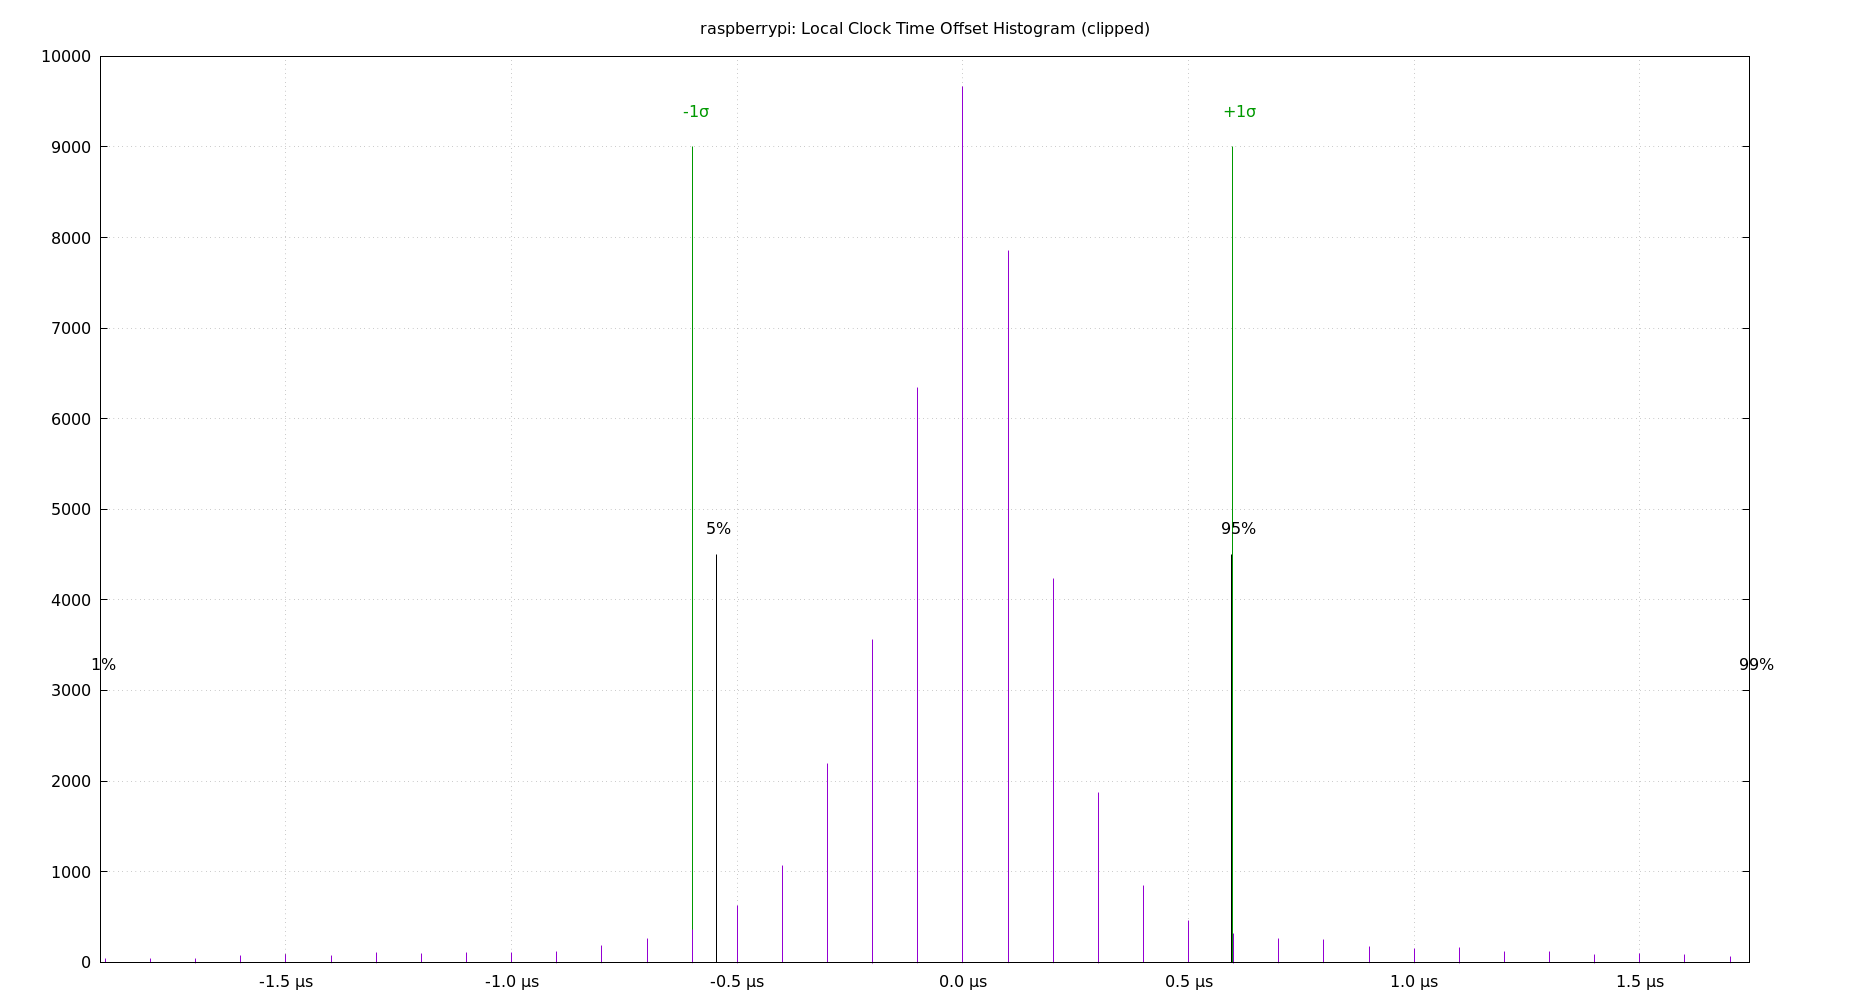 raspberrypi: Local Clock Time Offset Histogram (clipped)
10000
-1σ
+1σ
9000
8000
7000
6000
5000
5%
95%
4000
1%
99%
3000
2000
1000
0
-1.5 µs
-1.0 µs
-0.5 µs
0.0 µs
0.5 µs
1.0 µs
1.5 µs